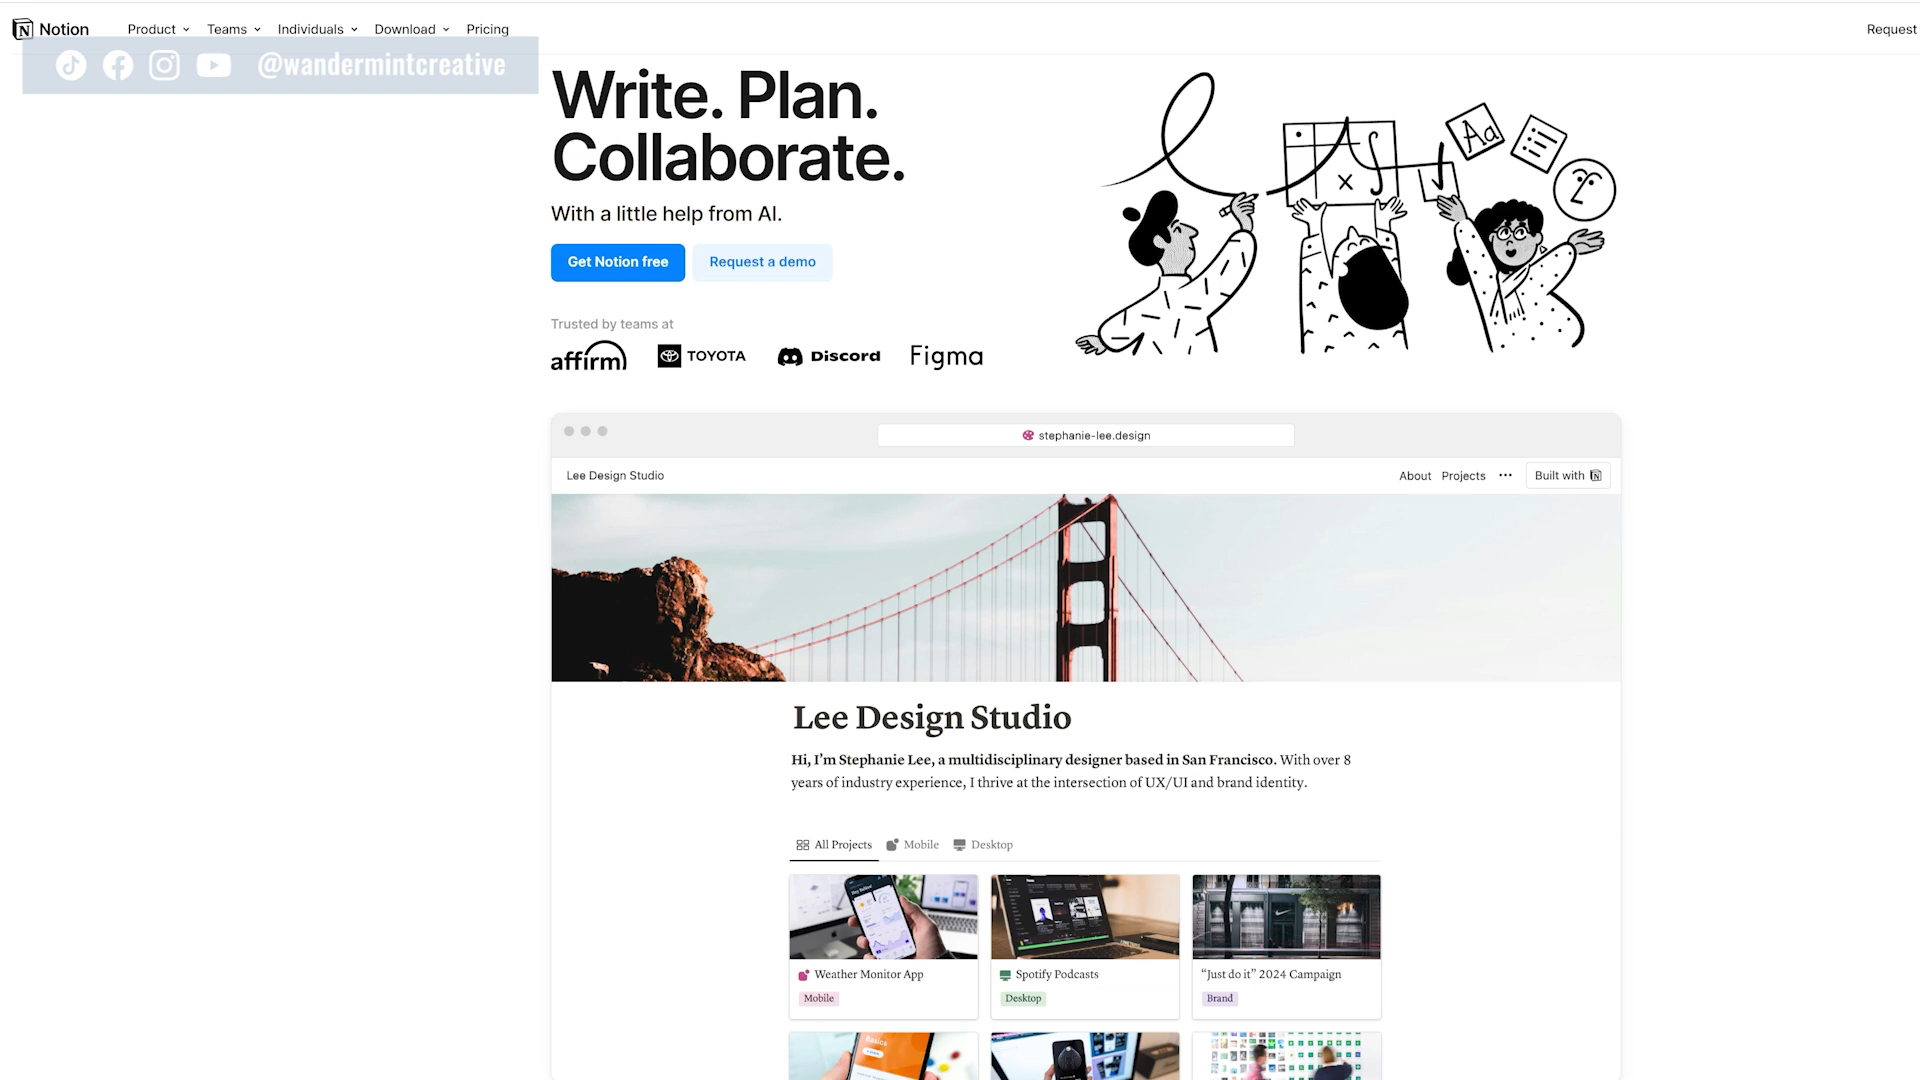 Notion
Product
Teams
Individuals
Download
Pricing
Request
@wandermintcreative
Write. Plan.
Collaborate.
With a little help from AI.
Get Notion free
Request a demo
Aa
Trusted by teams at
affirm
TOYOTA
Discord
Figma
stephanie-lee.design
Lee Design Studio
About
Projects
Built with
Lee Design Studio
Hi, I'm Stephanie Lee, a multidisciplinary designer based in San Francisco. With over 8
years of industry experience, I thrive at the intersection of UX/UI and brand identity.
All Projects
Mobile
Desktop
Weather Monitor App
Mobile
Spotify Podcasts
Desktop
“Just do it” 2024 Campaign
Brand
Basics